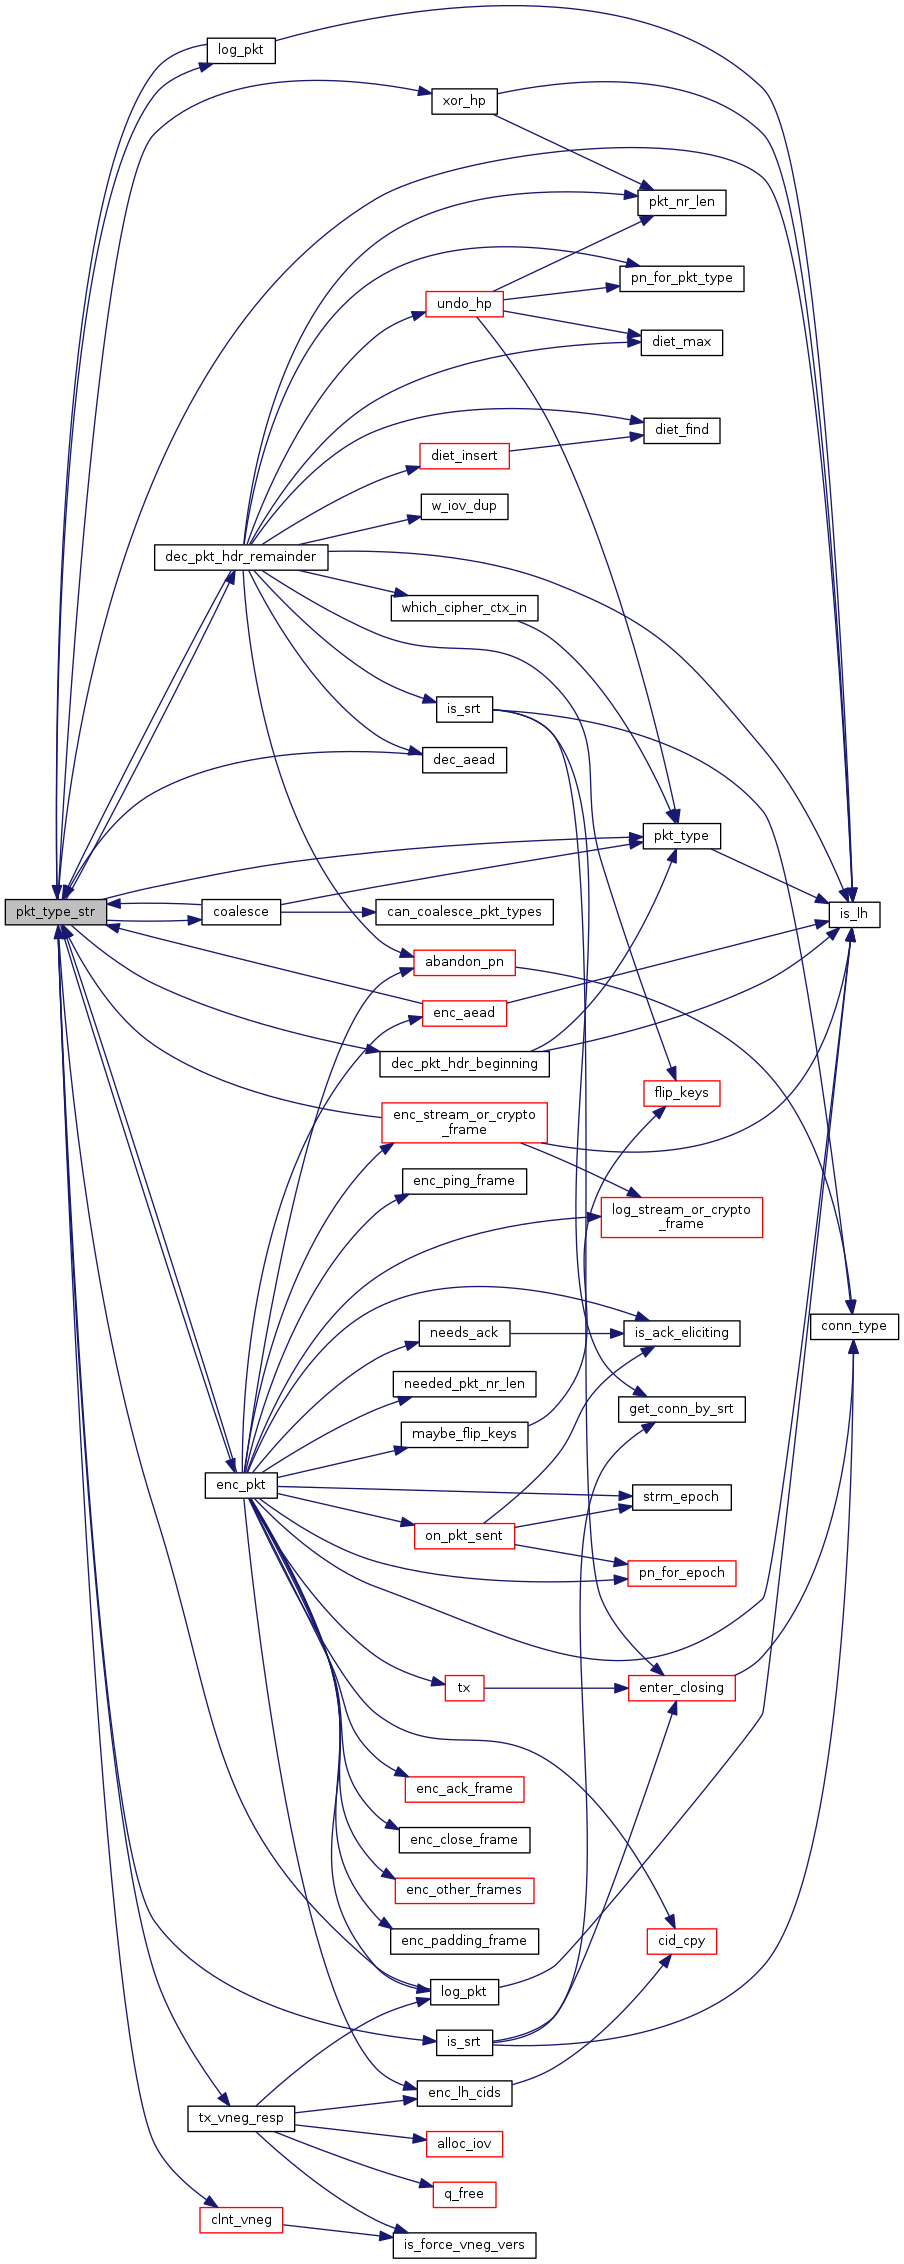 log_pkt
xor_hp
pkt_nr_len
pn_for_pkt_type
undo_hp
diet_max
diet_find
diet_insert
w_iov_dup
dec_pkt_hdr_remainder
which_cipher_ctx_in
is_srt
dec_aead
pkt_type
pkt_type_str
coalesce
can_coalesce_pkt_types
is_lh
abandon_pn
enc_aead
dec_pkt_hdr_beginning
flip_keys
enc_stream_or_crypto
_frame
enc_ping_frame
log_stream_or_crypto
_frame
needs_ack
is_ack_eliciting
conn_type
needed_pkt_nr_len
get_conn_by_srt
maybe_flip_keys
enc_pkt
strm_epoch
on_pkt_sent
pn_for_epoch
tx
enter_closing
enc_ack_frame
enc_close_frame
enc_other_frames
enc_padding_frame
cid_cpy
log_pkt
is_srt
enc_lh_cids
tx_vneg_resp
alloc_iov
q_free
clnt_vneg
is_force_vneg_vers